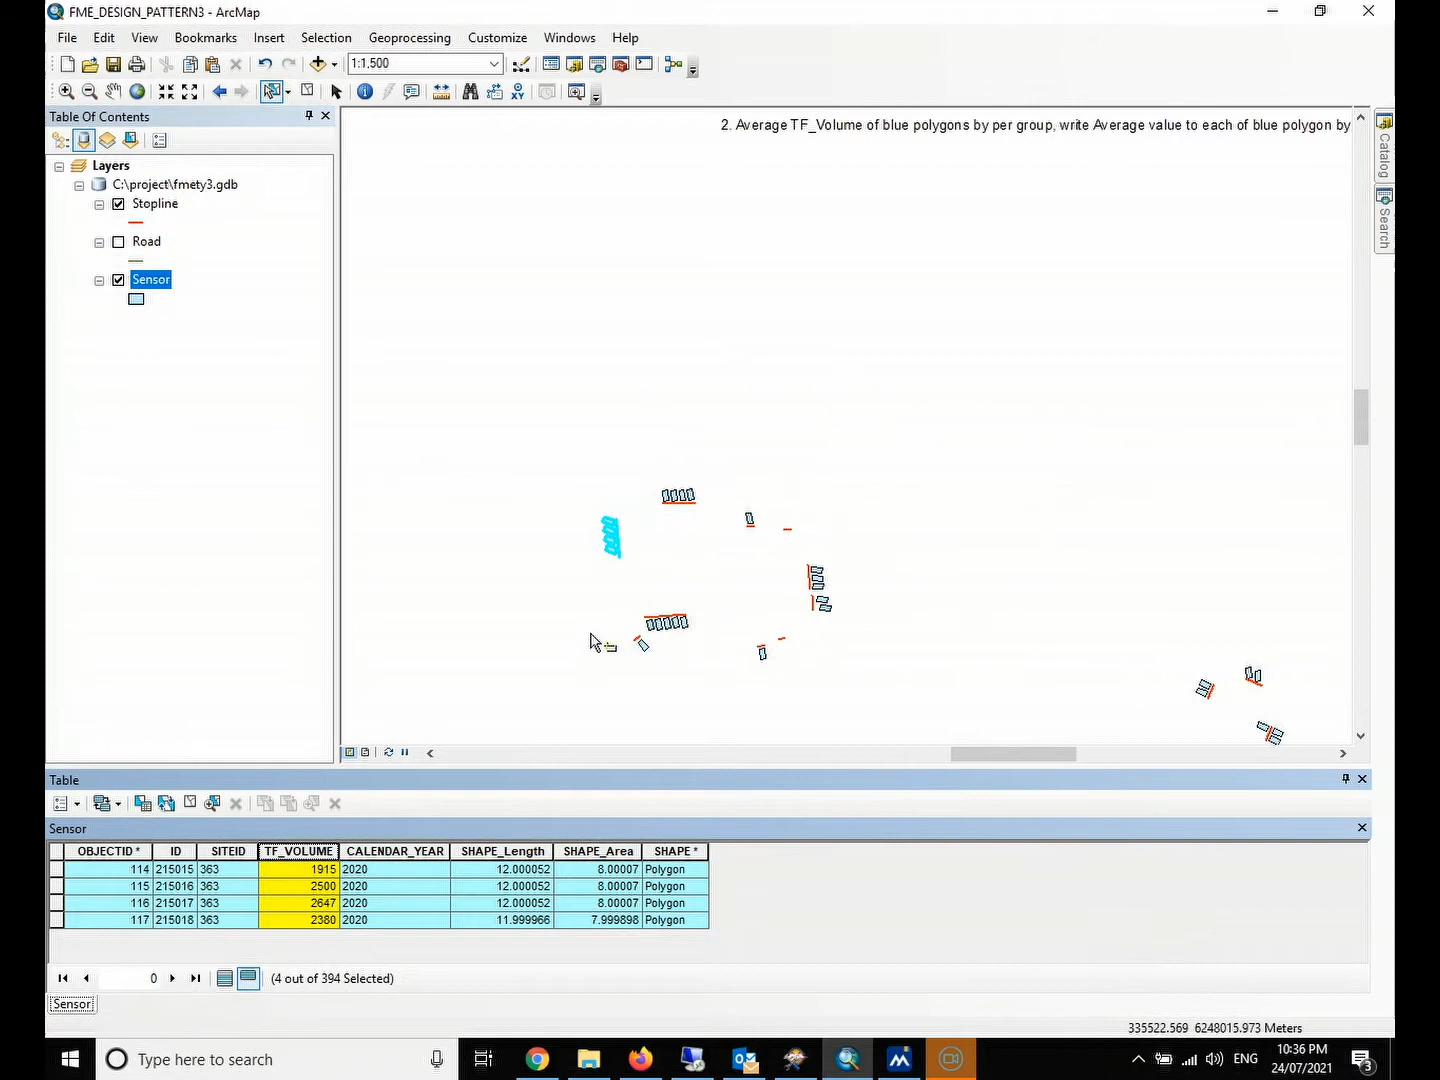 FME_DESIGN_PATTERN3 - ArcMap
File Edit View Bookmarks Insert Selection Geoprocessing Customize Windows Help
1:1,500
Table Of Contents
Layers
C:\project\fmety3.gdb
Stopline
Road
Sensor
2. Average TF_Volume of blue polygons by per group, write Average value to each of blue polygon by
Catalog
Search
Table
Sensor
OBJECTID * ID SITEID TF_VOLUME CALENDAR_YEAR SHAPE_Length SHAPE_Area SHAPE *
114 215015 363 1915 2020 12.000052 8.00007 Polygon
115 215016 363 2500 2020 12.000052 8.00007 Polygon
116 215017 363 2647 2020 12.000052 8.00007 Polygon
117 215018 363 2380 2020 11.999966 7.999898 Polygon
0 (4 out of 394 Selected)
Sensor
335522.569 6248015.973 Meters
Type here to search
ENG
10:36 PM
24/07/2021
3